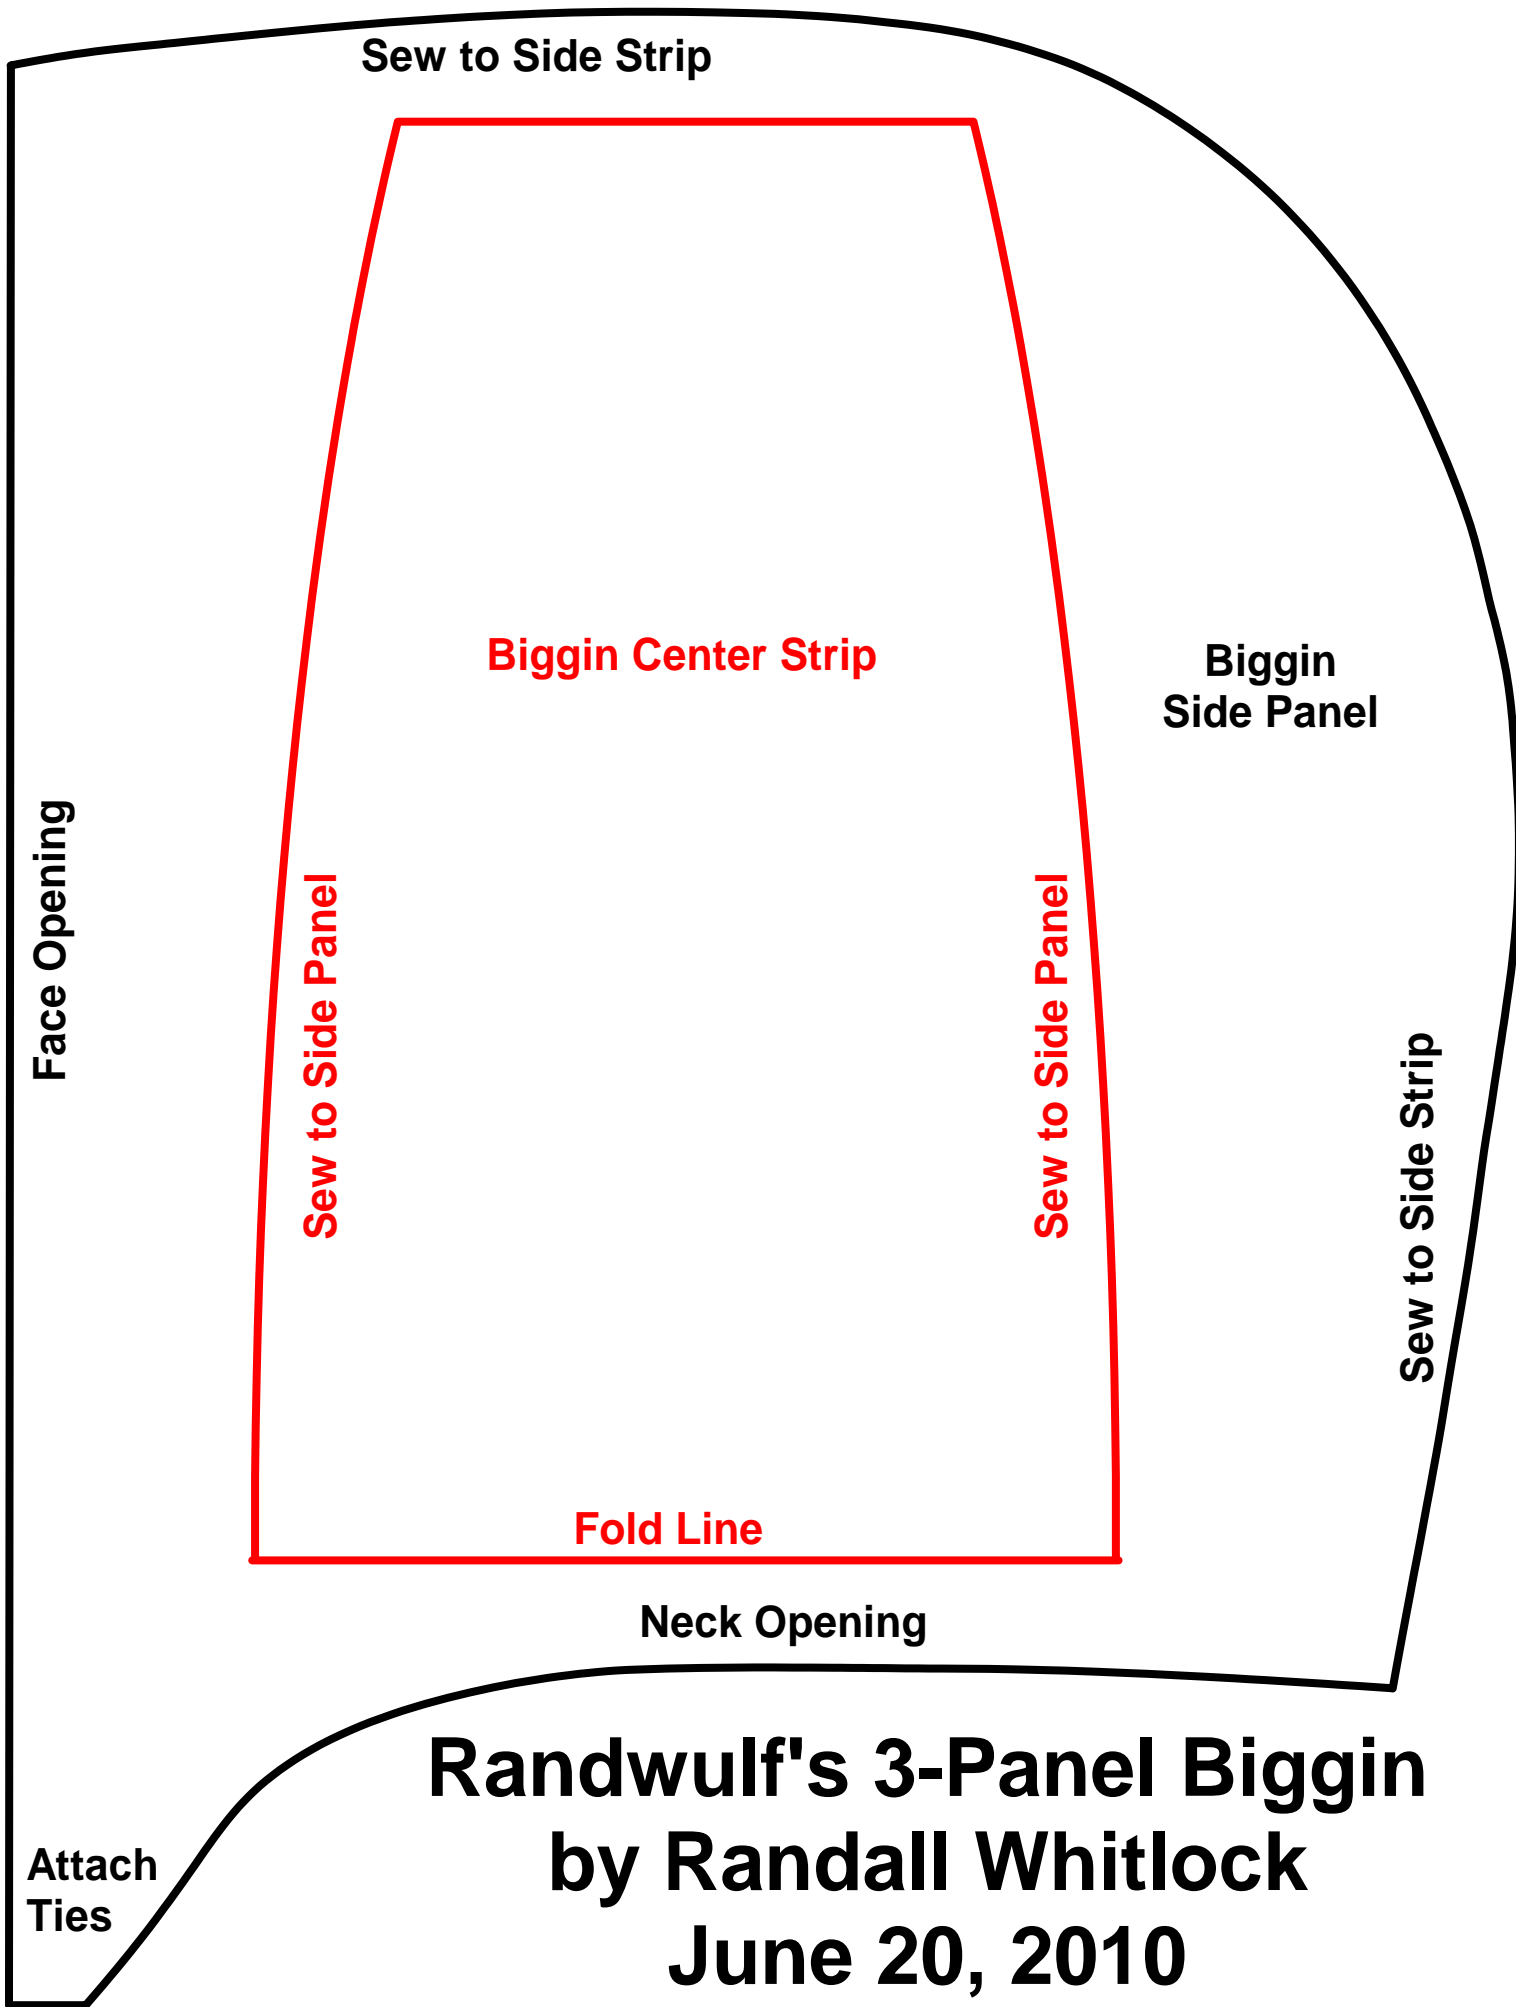 Sew to Side Strip
Biggin Center Strip
Biggin
Side Panel
Face Opening
Sew to Side Panel
Sew to Side Panel
Sew to Side Strip
Fold Line
Neck Opening
Randwulf's 3-Panel Biggin
by Randall Whitlock
June 20, 2010
Attach
Ties